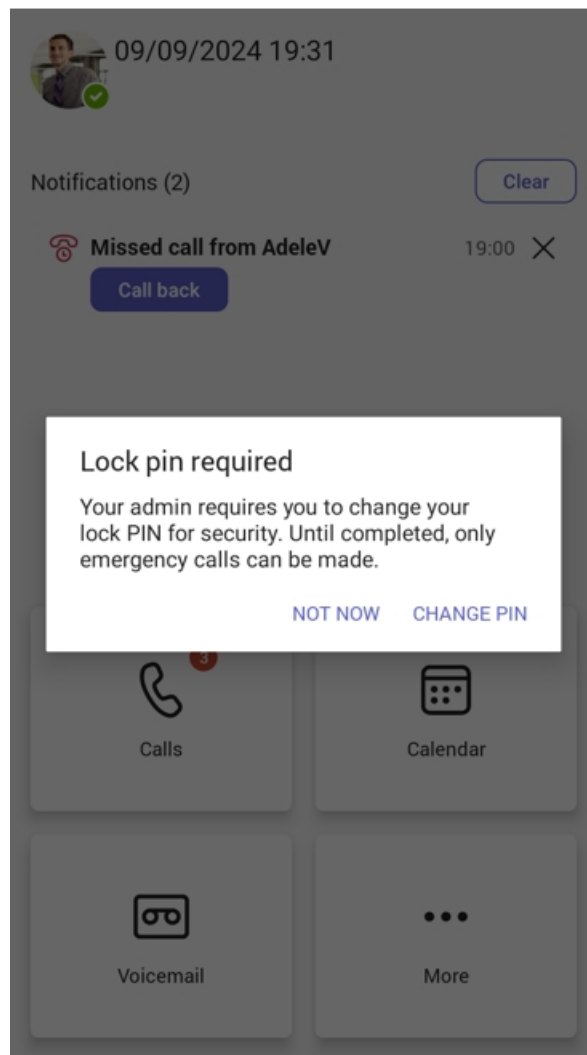 09/09/2024 19:31
Notifications (2)
Clear
Missed call from AdeleV
19:00
Call back
Lock pin required
Your admin requires you to change your
lock PIN for security. Until completed, only
emergency calls can be made.
NOT NOW
CHANGE PIN
3
Calls
Calendar
Voicemail
More